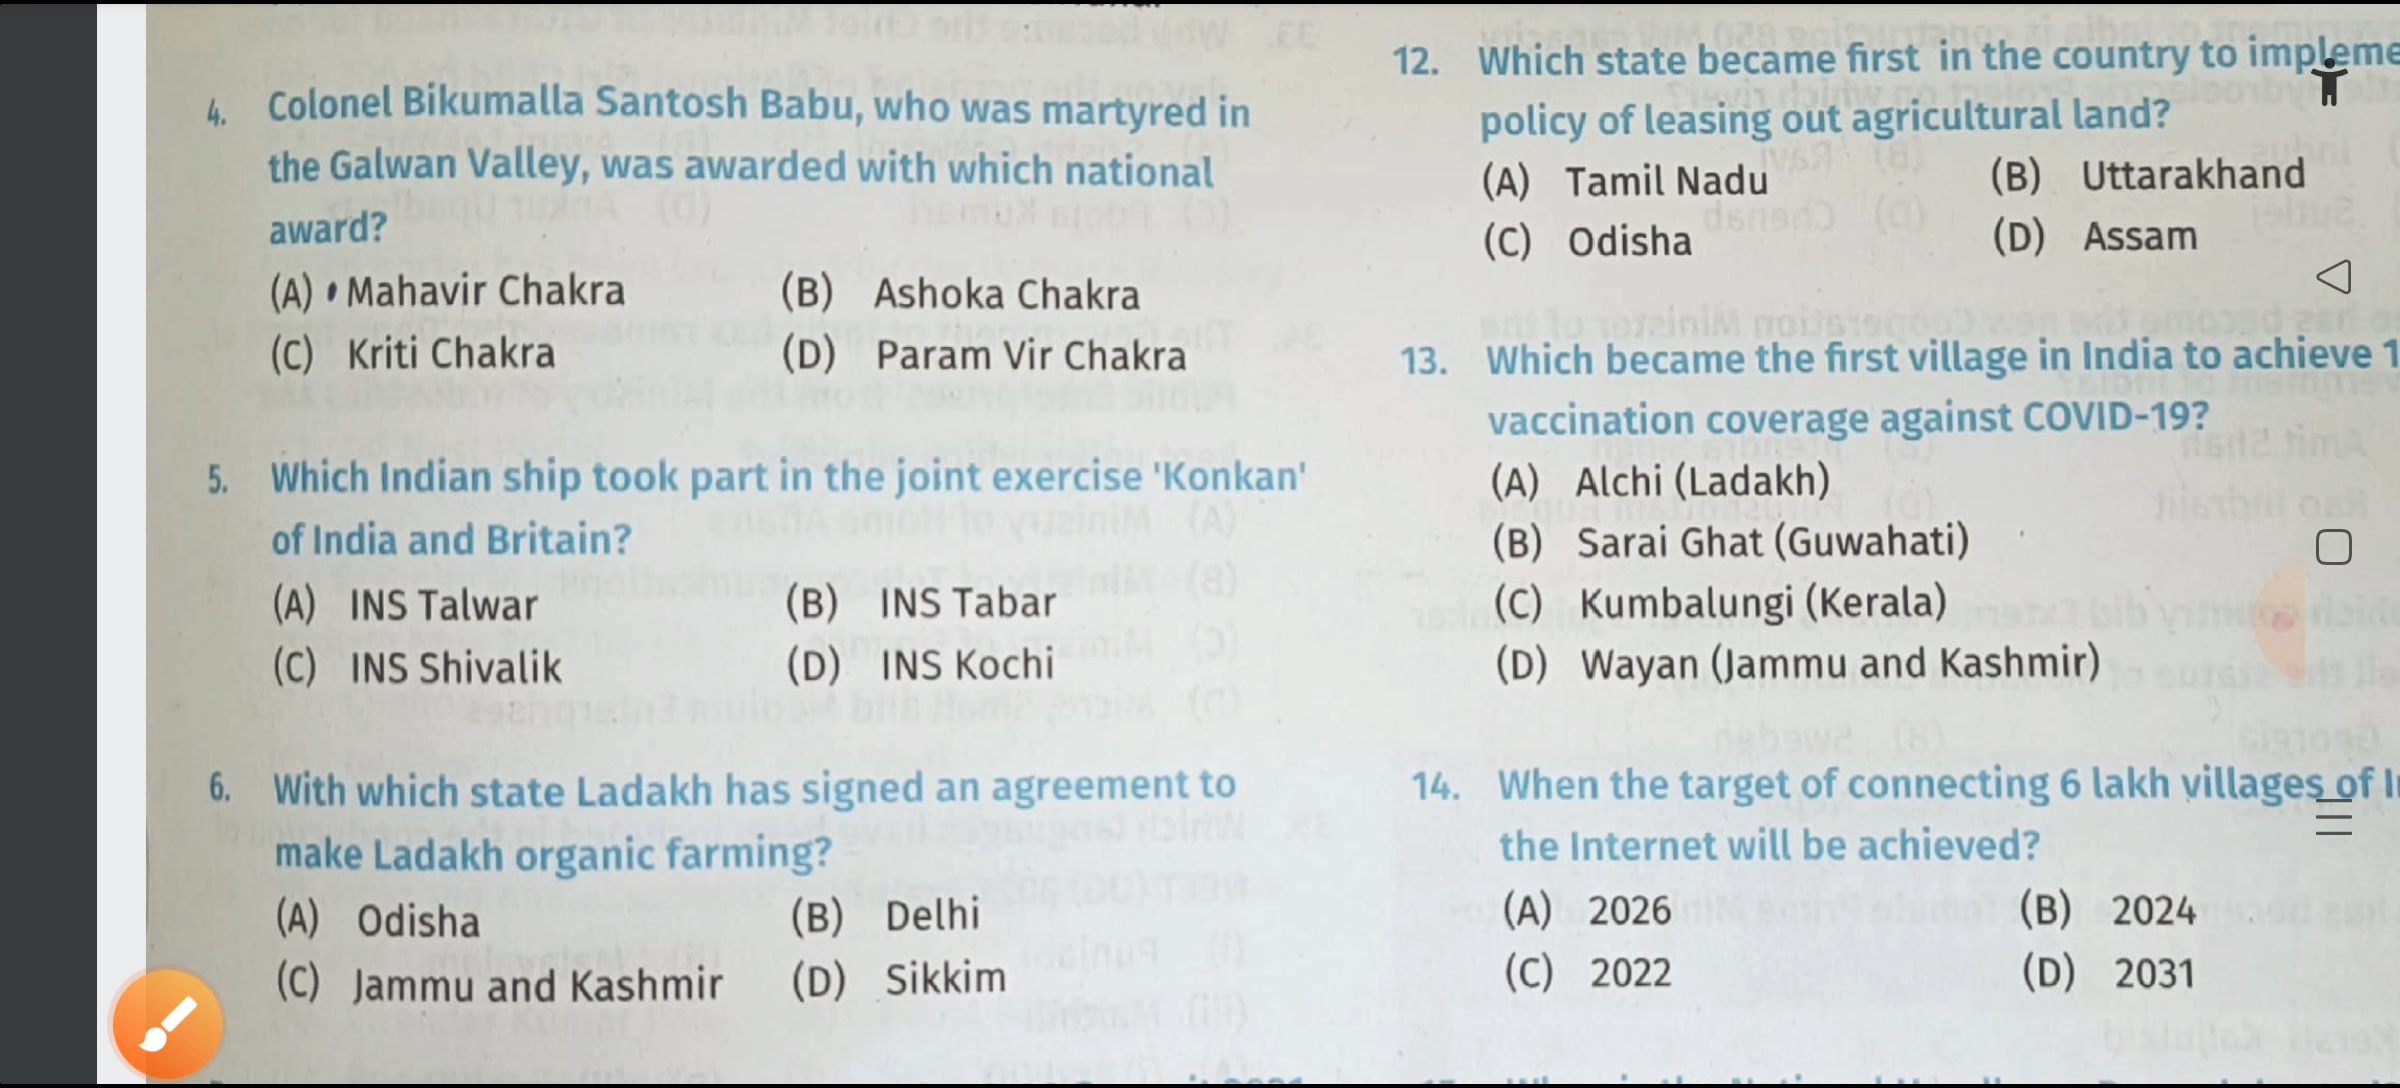 4. Colonel Bikumalla Santosh Babu, who was martyred in
the Galwan Valley, was awarded with which national
award?
(A) Mahavir Chakra (B) Ashoka Chakra
(C) Kriti Chakra (D) Param Vir Chakra
5. Which Indian ship took part in the joint exercise 'Konkan'
of India and Britain?
(A) INS Talwar (B) INS Tabar
(C) INS Shivalik (D) INS Kochi
6. With which state Ladakh has signed an agreement to
make Ladakh organic farming?
(A) Odisha (B) Delhi
(C) Jammu and Kashmir (D) Sikkim
12. Which state became first in the country to impleme
policy of leasing out agricultural land?
(A) Tamil Nadu (B) Uttarakhand
(C) Odisha (D) Assam
13. Which became the first village in India to achieve 1
vaccination coverage against COVID-19?
(A) Alchi (Ladakh)
(B) Sarai Ghat (Guwahati)
(C) Kumbalungi (Kerala)
(D) Wayan (Jammu and Kashmir)
14. When the target of connecting 6 lakh villages of
the Internet will be achieved?
(A) 2026 (B) 2024
(C) 2022 (D) 2031